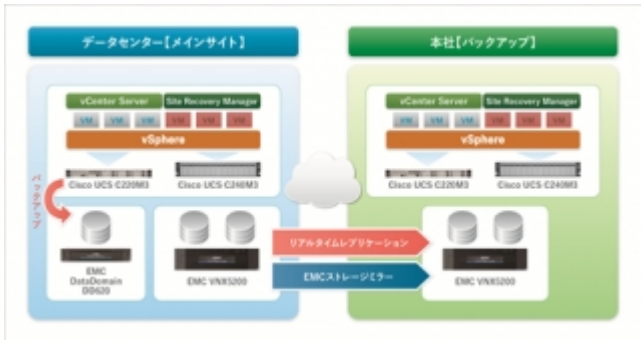 データセンター【メインサイト】
本社【バックアップ】
vCenter Server
Site Recovery Manager
VM VM VM VM VM VM
vSphere
Cisco UCS C220M3
Cisco UCS C240M3
バックアップ
EMC
DataDomain
DD620
EMC VNX5200
リアルタイムレプリケーション
EMCストレージミラー
vCenter Server
Site Recovery Manager
VM VM VM VM VM VM
vSphere
Cisco UCS C220M3
Cisco UCS C240M3
EMC VNX5200